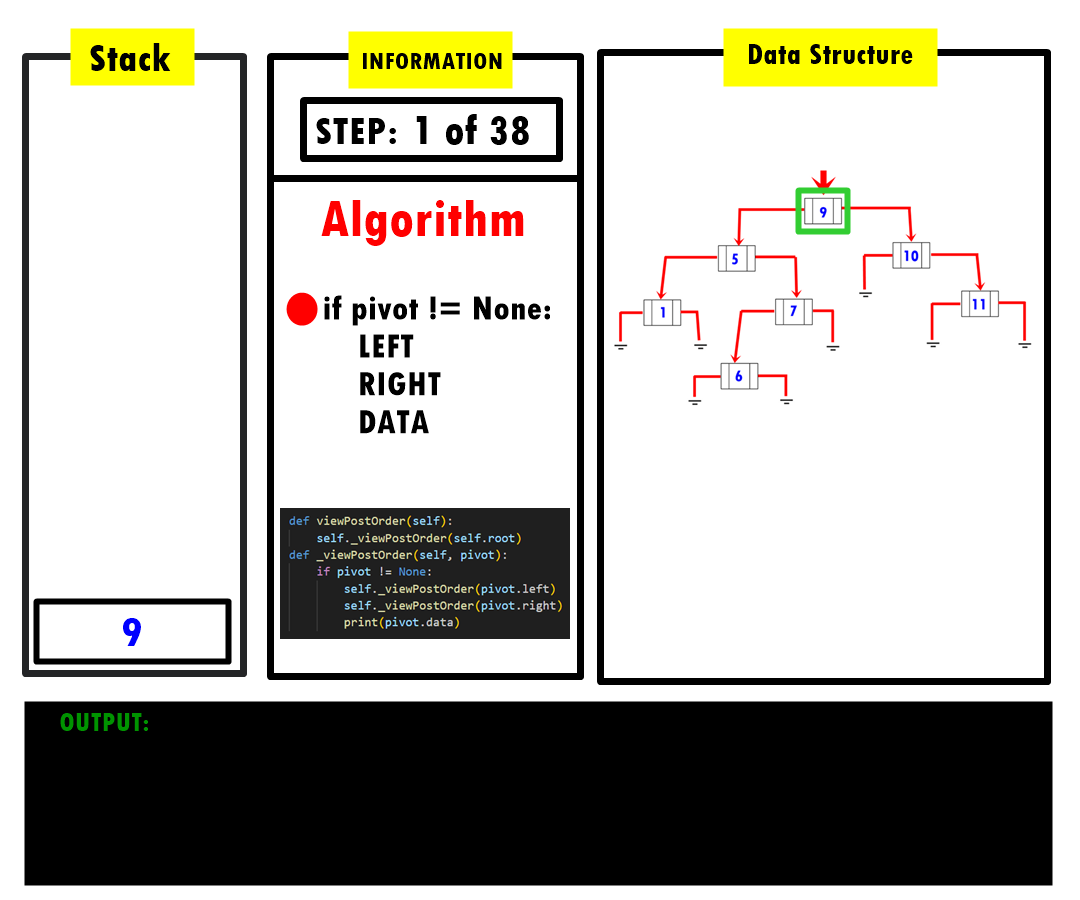 Stack
9
INFORMATION
STEP: 1 of 38
Algorithm
if pivot != None:
LEFT
RIGHT
DATA
def viewPostOrder(self):
    self._viewPostOrder(self.root)
def _viewPostOrder(self, pivot):
    if pivot != None:
        self._viewPostOrder(pivot.left)
        self._viewPostOrder(pivot.right)
        print(pivot.data)
Data Structure
9
5
10
1
7
11
6
OUTPUT: